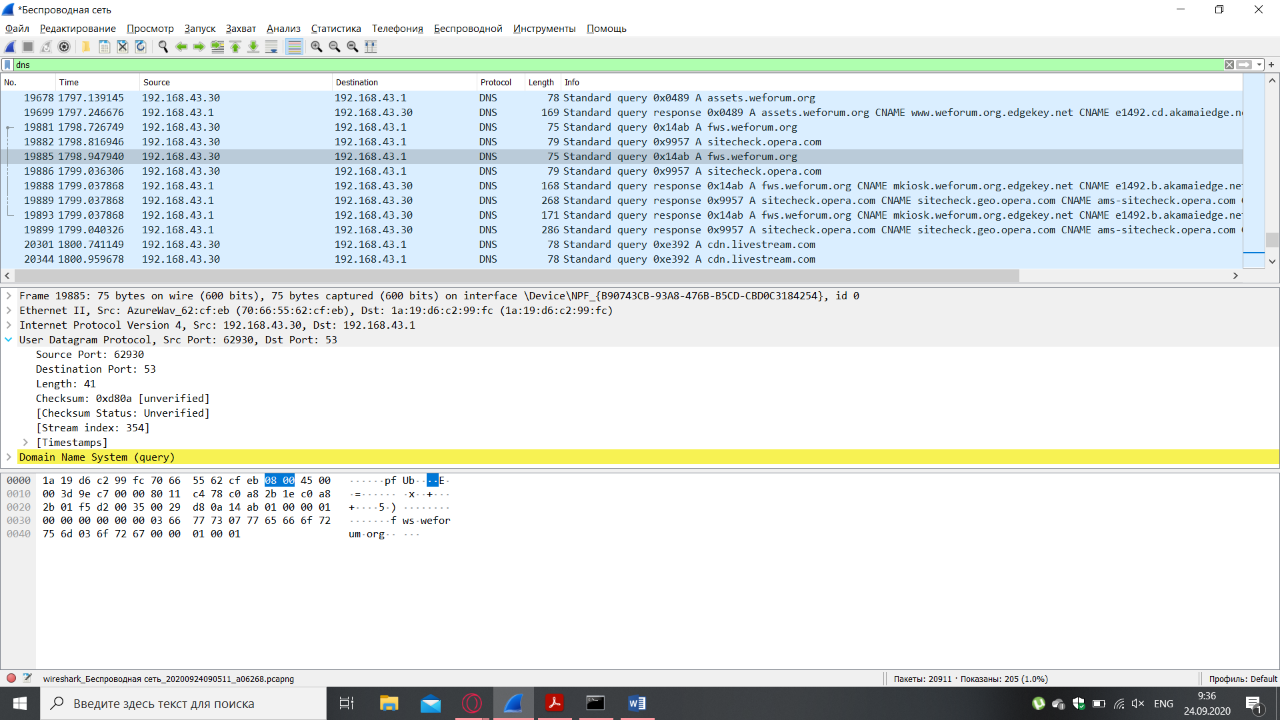 *Беспроводная сеть
Файл Редактирование Просмотр Запуск Захват Анализ Статистика Телефония Беспроводной Инструменты Помощь
dns
No. Time Source Destination Protocol Length Info
19678 1797.139145 192.168.43.30 192.168.43.1 DNS 78 Standard query 0x0489 A assets.weforum.org
19699 1797.246676 192.168.43.1 192.168.43.30 DNS 169 Standard query response 0x0489 A assets.weforum.org CNAME www.weforum.org.edgekey.net CNAME e1492.cd.akamaiedge.ne
19881 1798.726749 192.168.43.30 192.168.43.1 DNS 75 Standard query 0x14ab A fws.weforum.org
19882 1798.816946 192.168.43.30 192.168.43.1 DNS 79 Standard query 0x9957 A sitecheck.opera.com
19885 1798.947940 192.168.43.30 192.168.43.1 DNS 75 Standard query 0x14ab A fws.weforum.org
19886 1799.036306 192.168.43.30 192.168.43.1 DNS 79 Standard query 0x9957 A sitecheck.opera.com
19888 1799.037868 192.168.43.1 192.168.43.30 DNS 168 Standard query response 0x14ab A fws.weforum.org CNAME mkiosk.weforum.org.edgekey.net CNAME e1492.b.akamaiedge.net
19889 1799.037868 192.168.43.1 192.168.43.30 DNS 268 Standard query response 0x9957 A sitecheck.opera.com CNAME sitecheck.geo.opera.com CNAME ams-sitecheck.opera.com C
19893 1799.037868 192.168.43.1 192.168.43.30 DNS 171 Standard query response 0x14ab A fws.weforum.org CNAME mkiosk.weforum.org.edgekey.net CNAME e1492.b.akamaiedge.net
19899 1799.040326 192.168.43.1 192.168.43.30 DNS 286 Standard query response 0x9957 A sitecheck.opera.com CNAME sitecheck.geo.opera.com CNAME ams-sitecheck.opera.com C
20301 1800.741149 192.168.43.30 192.168.43.1 DNS 78 Standard query 0xe392 A cdn.livestream.com
20344 1800.959678 192.168.43.30 192.168.43.1 DNS 78 Standard query 0xe392 A cdn.livestream.com
Frame 19885: 75 bytes on wire (600 bits), 75 bytes captured (600 bits) on interface \Device\NPF_{B90743CB-93A8-476B-B5CD-CBD0C3184254}, id 0
Ethernet II, Src: AzureWav_62:cf:eb (70:66:55:62:cf:eb), Dst: 1a:19:d6:c2:99:fc (1a:19:d6:c2:99:fc)
Internet Protocol Version 4, Src: 192.168.43.30, Dst: 192.168.43.1
User Datagram Protocol, Src Port: 62930, Dst Port: 53
Source Port: 62930
Destination Port: 53
Length: 41
Checksum: 0xd80a [unverified]
[Checksum Status: Unverified]
[Stream index: 354]
[Timestamps]
Domain Name System (query)
0000 1a 19 d6 c2 99 fc 70 66 55 62 cf eb 08 00 45 00 ······pf Ub····E·
0010 00 3d 9e c7 00 00 80 11 c4 78 c0 a8 2b 1e c0 a8 ·=······ ·x··+···
0020 2b 01 f5 d2 00 35 00 29 d8 0a 14 ab 01 00 00 01 +····5·) ········
0030 00 00 00 00 00 00 03 66 77 73 07 77 65 66 6f 72 ·······f ws·wefor
0040 75 6d 03 6f 72 67 00 00 01 00 01 um·org·· ···
wireshark_Беспроводная сеть_20200924090511_a06268.pcapng Пакеты: 20911 · Показаны: 205 (1.0%) Профиль: Default
Введите здесь текст для поиска
ENG
9:36
24.09.2020
1